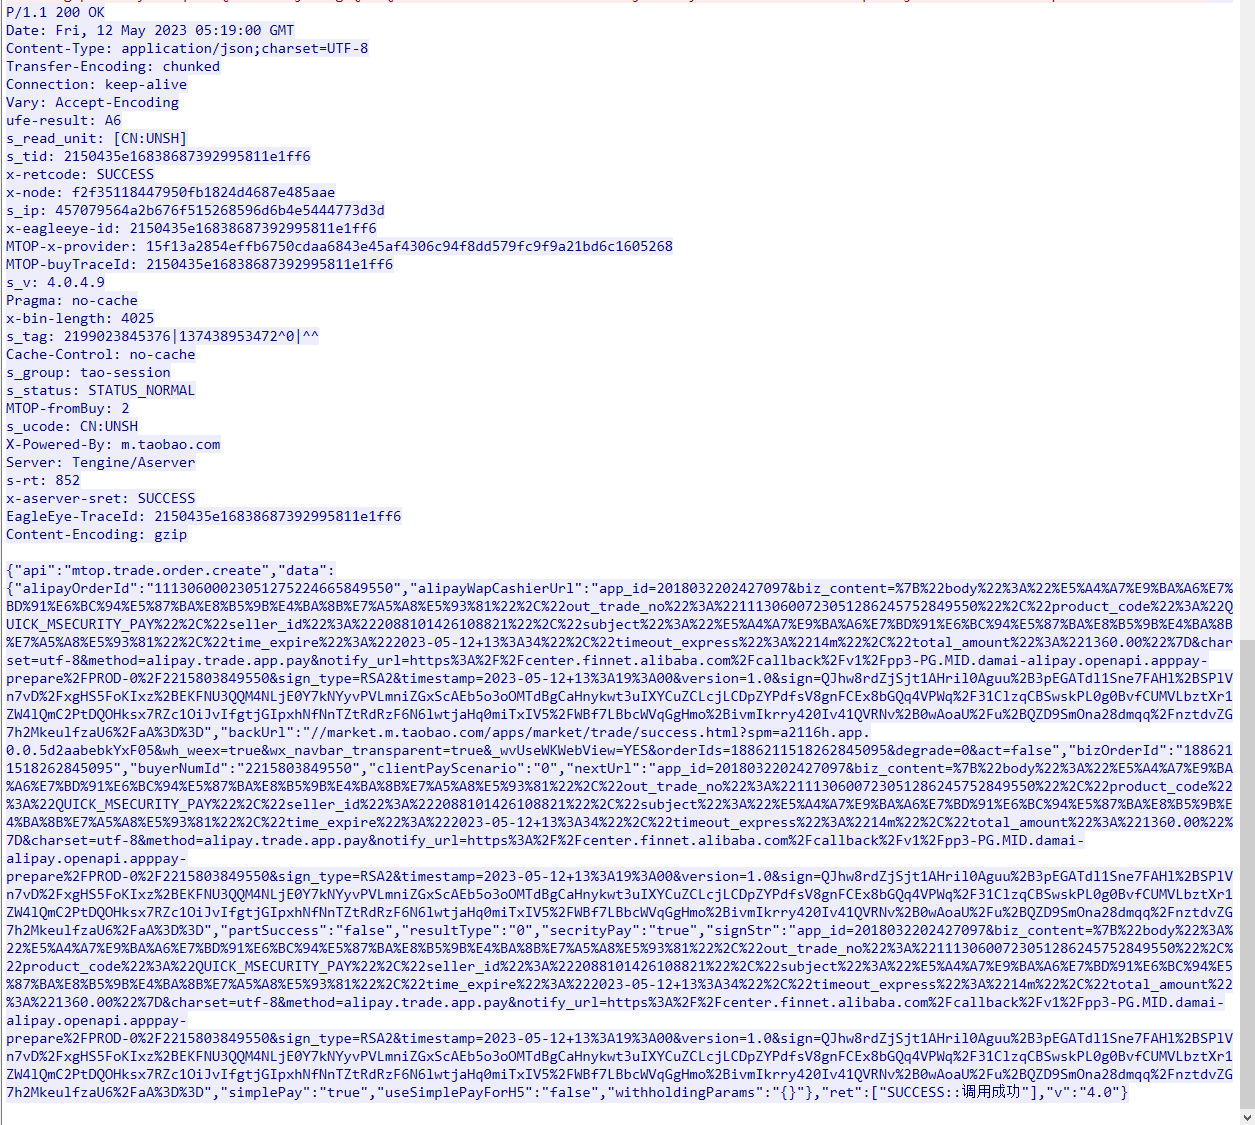 P/1.1 200 OK
Date: Fri, 12 May 2023 05:19:00 GMT
Content-Type: application/json;charset=UTF-8
Transfer-Encoding: chunked
Connection: keep-alive
Vary: Accept-Encoding
ufe-result: A6
s_read_unit: [CN:UNSH]
s_tid: 2150435e16838687392995811e1ff6
x-retcode: SUCCESS
x-node: f2f35118447950fb1824d4687e485aae
s_ip: 457079564a2b676f515268596d6b4e5444773d3d
x-eagleeye-id: 2150435e16838687392995811e1ff6
MTOP-x-provider: 15f13a2854effb6750cdaa6843e45af4306c94f8dd579fc9f9a21bd6c1605268
MTOP-buyTraceId: 2150435e16838687392995811e1ff6
s_v: 4.0.4.9
Pragma: no-cache
x-bin-length: 4025
s_tag: 2199023845376|137438953472^0|^^
Cache-Control: no-cache
s_group: tao-session
s_status: STATUS_NORMAL
MTOP-fromBuy: 2
s_ucode: CN:UNSH
X-Powered-By: m.taobao.com
Server: Tengine/Aserver
s-rt: 852
x-aserver-sret: SUCCESS
EagleEye-TraceId: 2150435e16838687392995811e1ff6
Content-Encoding: gzip
{"api":"mtop.trade.order.create","data":
{"alipayOrderId":"11130600023051275224665849550","alipayWapCashierUrl":"app_id=2018032202427097&biz_content=%7B%22body%22%3A%22%E5%A4%A7%E9%BA%A6%E7%
BD%91%E6%BC%94%E5%87%BA%E8%B5%9B%E4%BA%8B%E7%A5%A8%E5%93%81%22%2C%22out_trade_no%22%3A%221113060072305128624575284955​0%22%2C%22product_code%22%3A%22Q
UICK_MSECURITY_PAY%22%2C%22seller_id%22%3A%222088101426108821%22%2C%22subject%22%3A%22%E5%A4%A7%E9%BA%A6%E7%BD%91%E6%BC%94%E5%87%BA%E8%B5%9B%E4%BA%8B
%E7%A5%A8%E5%93%81%22%2C%22time_expire%22%3A%222023-05-12+13%3A34%22%2C%22timeout_express%22%3A%2214m%22%2C%22total_amount%22%3A%221360.00%22%7D&char
set=utf-8&method=alipay.trade.app.pay&notify_url=https%3A%2F%2Fcenter.finnet.alibaba.com%2Fcallback%2Fv1%2Fpp3-PG.MID.damai-alipay.openapi.apppay-
prepare%2FPROD-0%2F2215803849550&sign_type=RSA2&timestamp=2023-05-12+13%3A19%3A00&version=1.0&sign=QJhw8rdZjSjt1AHril0Aguu%2B3pEGATdl1Sne7FAHl%2BSPlV
n7vD%2FxgHS5FoKIxz%2BEKFNU3QQM4NLjE0Y7kNYyvPVLmniZGxScAEb5o3oOMTdBgCaHnykwt3uIXYCuZCLcjLCDpZYPdfsV8gnFCEx8bGQq4VPWq%2F31ClzqCBSwskPL0g0BvfCUMVLbztXr1
ZW4lQmC2PtDQOHksx7RZc1OiJvIfgtjGIpxhNfNnTZtRdRzF6N6lwtjaHq0miTxIV5%2FWBf7LBbcWVqGgHmo%2BivmIkrry420Iv41QVRNv%2B0wAoaU%2Fu%2BQZD9SmOna28dmqq%2FnztdvZG
7h2MkeulfzaU6%2FaA%3D%3D","backUrl":"//market.m.taobao.com/apps/market/trade/success.html?spm=a2116h.app.
0.0.5d2aabebkYxF05&wh_weex=true&wx_navbar_transparent=true&_wvUseWKWebView=YES&orderIds=1886211518262845095&degrade=0&act=false","bizOrderId":"188621
1518262845095","buyerNumId":"2215803849550","clientPayScenario":"0","nextUrl":"app_id=2018032202427097&biz_content=%7B%22body%22%3A%22%E5%A4%A7%E9%BA
%A6%E7%BD%91%E6%BC%94%E5%87%BA%E8%B5%9B%E4%BA%8B%E7%A5%A8%E5%93%81%22%2C%22out_trade_no%22%3A%2211130600723051286245752849550%22%2C%22product_code%22
%3A%22QUICK_MSECURITY_PAY%22%2C%22seller_id%22%3A%222088101426108821%22%2C%22subject%22%3A%22%E5%A4%A7%E9%BA%A6%E7%BD%91%E6%BC%94%E5%87%BA%E8%B5%9B%E
4%BA%8B%E7%A5%A8%E5%93%81%22%2C%22time_expire%22%3A%222023-05-12+13%3A34%22%2C%22timeout_express%22%3A%2214m%22%2C%22total_amount%22%3A%221360.00%22%
7D&charset=utf-8&method=alipay.trade.app.pay&notify_url=https%3A%2F%2Fcenter.finnet.alibaba.com%2Fcallback%2Fv1%2Fpp3-PG.MID.damai-
alipay.openapi.apppay-
prepare%2FPROD-0%2F2215803849550&sign_type=RSA2&timestamp=2023-05-12+13%3A19%3A00&version=1.0&sign=QJhw8rdZjSjt1AHril0Aguu%2B3pEGATdl1Sne7FAHl%2BSPlV
n7vD%2FxgHS5FoKIxz%2BEKFNU3QQM4NLjE0Y7kNYyvPVLmniZGxScAEb5o3oOMTdBgCaHnykwt3uIXYCuZCLcjLCDpZYPdfsV8gnFCEx8bGQq4VPWq%2F31ClzqCBSwskPL0g0BvfCUMVLbztXr1
ZW4lQmC2PtDQOHksx7RZc1OiJvIfgtjGIpxhNfNnTZtRdRzF6N6lwtjaHq0miTxIV5%2FWBf7LBbcWVqGgHmo%2BivmIkrry420Iv41QVRNv%2B0wAoaU%2Fu%2BQZD9SmOna28dmqq%2FnztdvZG
7h2MkeulfzaU6%2FaA%3D%3D","partSuccess":"false","resultType":"0","secrityPay":"true","signStr":"app_id=2018032202427097&biz_content=%7B%22body%22%3A%
22%E5%A4%A7%E9%BA%A6%E7%BD%91%E6%BC%94%E5%87%BA%E8%B5%9B%E4%BA%8B%E7%A5%A8%E5%93%81%22%2C%22out_trade_no%22%3A%2211130600723051286245752849550%22%2C%
22product_code%22%3A%22QUICK_MSECURITY_PAY%22%2C%22seller_id%22%3A%222088101426108821%22%2C%22subject%22%3A%22%E5%A4%A7%E9%BA%A6%E7%BD%91%E6%BC%94%E5
%87%BA%E8%B5%9B%E4%BA%8B%E7%A5%A8%E5%93%81%22%2C%22time_expire%22%3A%222023-05-12+13%3A34%22%2C%22timeout_express%22%3A%2214m%22%2C%22total_amount%22
%3A%221360.00%22%7D&charset=utf-8&method=alipay.trade.app.pay&notify_url=https%3A%2F%2Fcenter.finnet.alibaba.com%2Fcallback%2Fv1%2Fpp3-PG.MID.damai-
alipay.openapi.apppay-
prepare%2FPROD-0%2F2215803849550&sign_type=RSA2&timestamp=2023-05-12+13%3A19%3A00&version=1.0&sign=QJhw8rdZjSjt1AHril0Aguu%2B3pEGATdl1Sne7FAHl%2BSPlV
n7vD%2FxgHS5FoKIxz%2BEKFNU3QQM4NLjE0Y7kNYyvPVLmniZGxScAEb5o3oOMTdBgCaHnykwt3uIXYCuZCLcjLCDpZYPdfsV8gnFCEx8bGQq4VPWq%2F31ClzqCBSwskPL0g0BvfCUMVLbztXr1
ZW4lQmC2PtDQOHksx7RZc1OiJvIfgtjGIpxhNfNnTZtRdRzF6N6lwtjaHq0miTxIV5%2FWBf7LBbcWVqGgHmo%2BivmIkrry420Iv41QVRNv%2B0wAoaU%2Fu%2BQZD9SmOna28dmqq%2FnztdvZG
7h2MkeulfzaU6%2FaA%3D%3D","simplePay":"true","useSimplePayForH5":"false","withholdingParams":"{}"},"ret":["SUCCESS::调用成功"],"v":"4.0"}